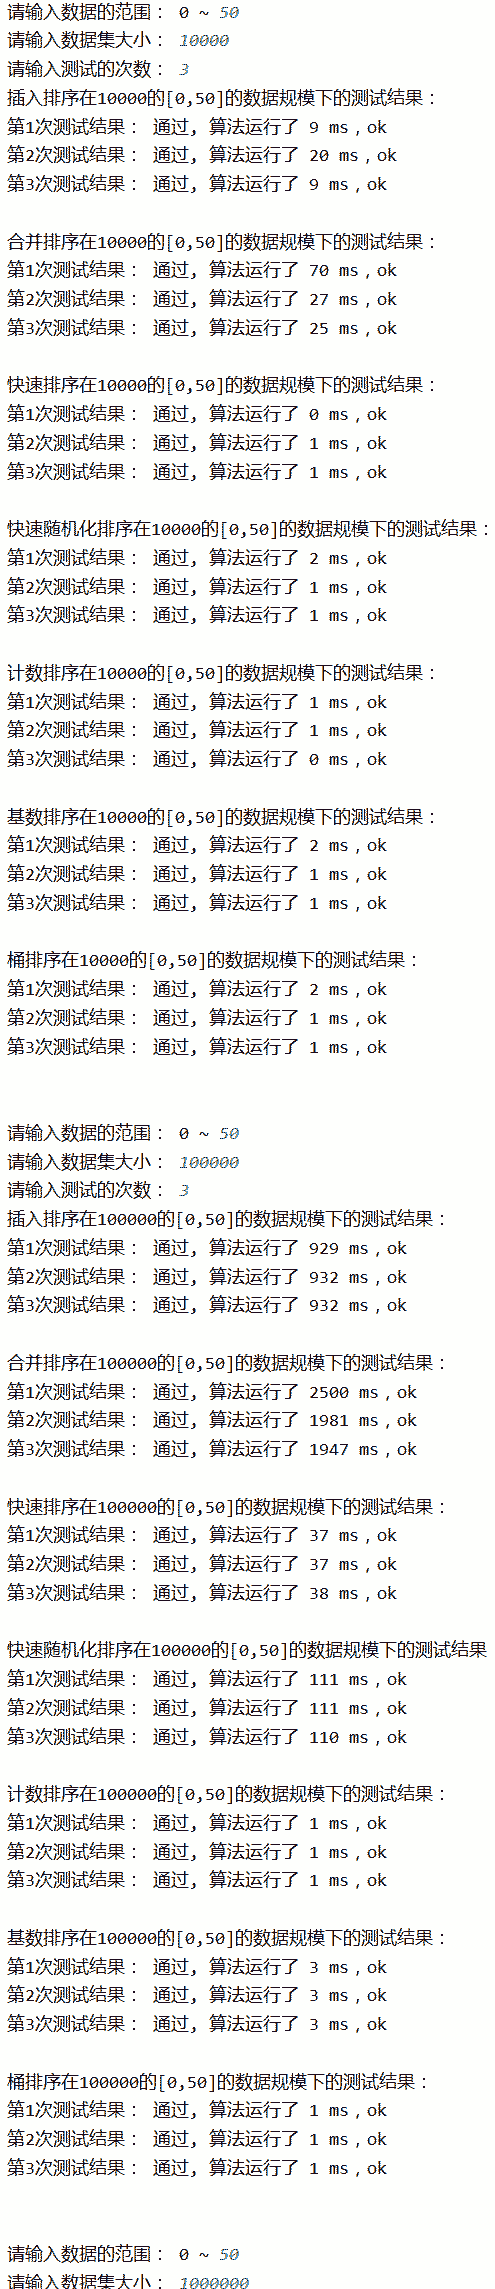 请输入数据的范围： 0 ~ 50
请输入数据集大小： 10000
请输入测试的次数： 3
插入排序在10000的[0,50]的数据规模下的测试结果：
第1次测试结果： 通过, 算法运行了 9 ms，ok
第2次测试结果： 通过, 算法运行了 20 ms，ok
第3次测试结果： 通过, 算法运行了 9 ms，ok
合并排序在10000的[0,50]的数据规模下的测试结果：
第1次测试结果： 通过, 算法运行了 70 ms，ok
第2次测试结果： 通过, 算法运行了 27 ms，ok
第3次测试结果： 通过, 算法运行了 25 ms，ok
快速排序在10000的[0,50]的数据规模下的测试结果：
第1次测试结果： 通过, 算法运行了 0 ms，ok
第2次测试结果： 通过, 算法运行了 1 ms，ok
第3次测试结果： 通过, 算法运行了 1 ms，ok
快速随机化排序在10000的[0,50]的数据规模下的测试结果：
第1次测试结果： 通过, 算法运行了 2 ms，ok
第2次测试结果： 通过, 算法运行了 1 ms，ok
第3次测试结果： 通过, 算法运行了 1 ms，ok
计数排序在10000的[0,50]的数据规模下的测试结果：
第1次测试结果： 通过, 算法运行了 1 ms，ok
第2次测试结果： 通过, 算法运行了 1 ms，ok
第3次测试结果： 通过, 算法运行了 0 ms，ok
基数排序在10000的[0,50]的数据规模下的测试结果：
第1次测试结果： 通过, 算法运行了 2 ms，ok
第2次测试结果： 通过, 算法运行了 1 ms，ok
第3次测试结果： 通过, 算法运行了 1 ms，ok
桶排序在10000的[0,50]的数据规模下的测试结果：
第1次测试结果： 通过, 算法运行了 2 ms，ok
第2次测试结果： 通过, 算法运行了 1 ms，ok
第3次测试结果： 通过, 算法运行了 1 ms，ok
请输入数据的范围： 0 ~ 50
请输入数据集大小： 100000
请输入测试的次数： 3
插入排序在100000的[0,50]的数据规模下的测试结果：
第1次测试结果： 通过, 算法运行了 929 ms，ok
第2次测试结果： 通过, 算法运行了 932 ms，ok
第3次测试结果： 通过, 算法运行了 932 ms，ok
合并排序在100000的[0,50]的数据规模下的测试结果：
第1次测试结果： 通过, 算法运行了 2500 ms，ok
第2次测试结果： 通过, 算法运行了 1981 ms，ok
第3次测试结果： 通过, 算法运行了 1947 ms，ok
快速排序在100000的[0,50]的数据规模下的测试结果：
第1次测试结果： 通过, 算法运行了 37 ms，ok
第2次测试结果： 通过, 算法运行了 37 ms，ok
第3次测试结果： 通过, 算法运行了 38 ms，ok
快速随机化排序在100000的[0,50]的数据规模下的测试结果
第1次测试结果： 通过, 算法运行了 111 ms，ok
第2次测试结果： 通过, 算法运行了 111 ms，ok
第3次测试结果： 通过, 算法运行了 110 ms，ok
计数排序在100000的[0,50]的数据规模下的测试结果：
第1次测试结果： 通过, 算法运行了 1 ms，ok
第2次测试结果： 通过, 算法运行了 1 ms，ok
第3次测试结果： 通过, 算法运行了 1 ms，ok
基数排序在100000的[0,50]的数据规模下的测试结果：
第1次测试结果： 通过, 算法运行了 3 ms，ok
第2次测试结果： 通过, 算法运行了 3 ms，ok
第3次测试结果： 通过, 算法运行了 3 ms，ok
桶排序在100000的[0,50]的数据规模下的测试结果：
第1次测试结果： 通过, 算法运行了 1 ms，ok
第2次测试结果： 通过, 算法运行了 1 ms，ok
第3次测试结果： 通过, 算法运行了 1 ms，ok
请输入数据的范围： 0 ~ 50
请输入数据集大小： 1000000